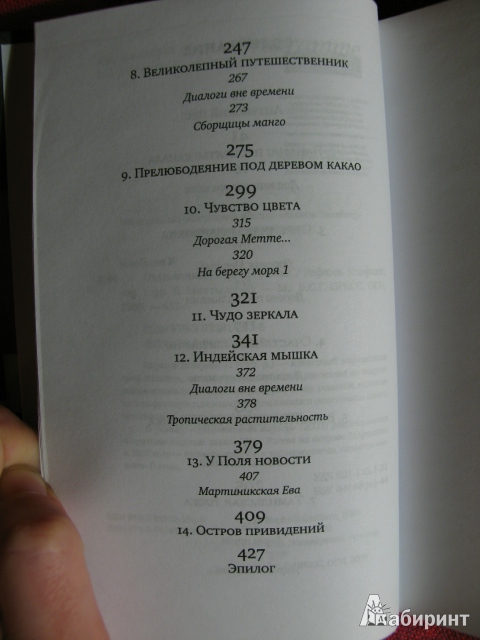 247
8. Великолепный путешественник
267
Диалоги вне времени
273
Сборщицы манго
275
9. Прелюбодеяние под деревом какао
299
10. Чувство цвета
315
Дорогая Метте...
320
На берегу моря 1
321
11. Чудо зеркала
341
12. Индейская мышка
372
Диалоги вне времени
378
Тропическая растительность
379
13. У Поля новости
407
Мартиникская Ева
409
14. Остров привидений
427
Эпилог
Лабиринт